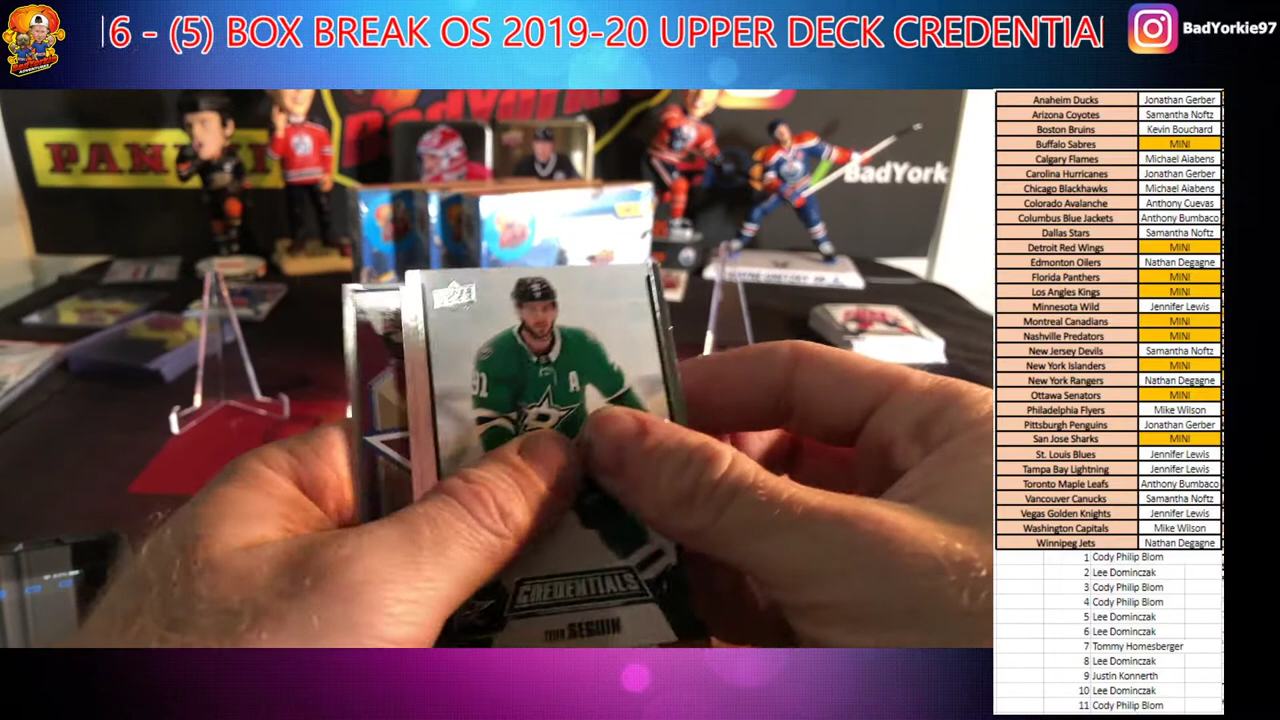 6 - (5) BOX BREAK OS 2019-20 UPPER DECK CREDENTIA
BadYorkie97
PANINI
BadYork
91
A
CREDENTIALS
TYLER SEGUIN
Anaheim Ducks Jonathan Gerber
Arizona Coyotes Samantha Noftz
Boston Bruins Kevin Bouchard
Buffalo Sabres MINI
Calgary Flames Michael Aiabens
Carolina Hurricanes Jonathan Gerber
Chicago Blackhawks Michael Aiabens
Colorado Avalanche Anthony Cuevas
Columbus Blue Jackets Anthony Bumbaco
Dallas Stars Samantha Noftz
Detroit Red Wings MINI
Edmonton Oilers Nathan Degagne
Florida Panthers MINI
Los Angles Kings MINI
Minnesota Wild Jennifer Lewis
Montreal Canadians MINI
Nashville Predators MINI
New Jersey Devils Samantha Noftz
New York Islanders MINI
New York Rangers Nathan Degagne
Ottawa Senators MINI
Philadelphia Flyers Mike Wilson
Pittsburgh Penguins Jonathan Gerber
San Jose Sharks MINI
St. Louis Blues Jennifer Lewis
Tampa Bay Lightning Jennifer Lewis
Toronto Maple Leafs Anthony Bumbaco
Vancouver Canucks Samantha Noftz
Vegas Golden Knights Jennifer Lewis
Washington Capitals Mike Wilson
Winnipeg Jets Nathan Degagne
1 Cody Philip Blom
2 Lee Dominczak
3 Cody Philip Blom
4 Cody Philip Blom
5 Lee Dominczak
6 Lee Dominczak
7 Tommy Homesberger
8 Lee Dominczak
9 Justin Konnerth
10 Lee Dominczak
11 Cody Philip Blom